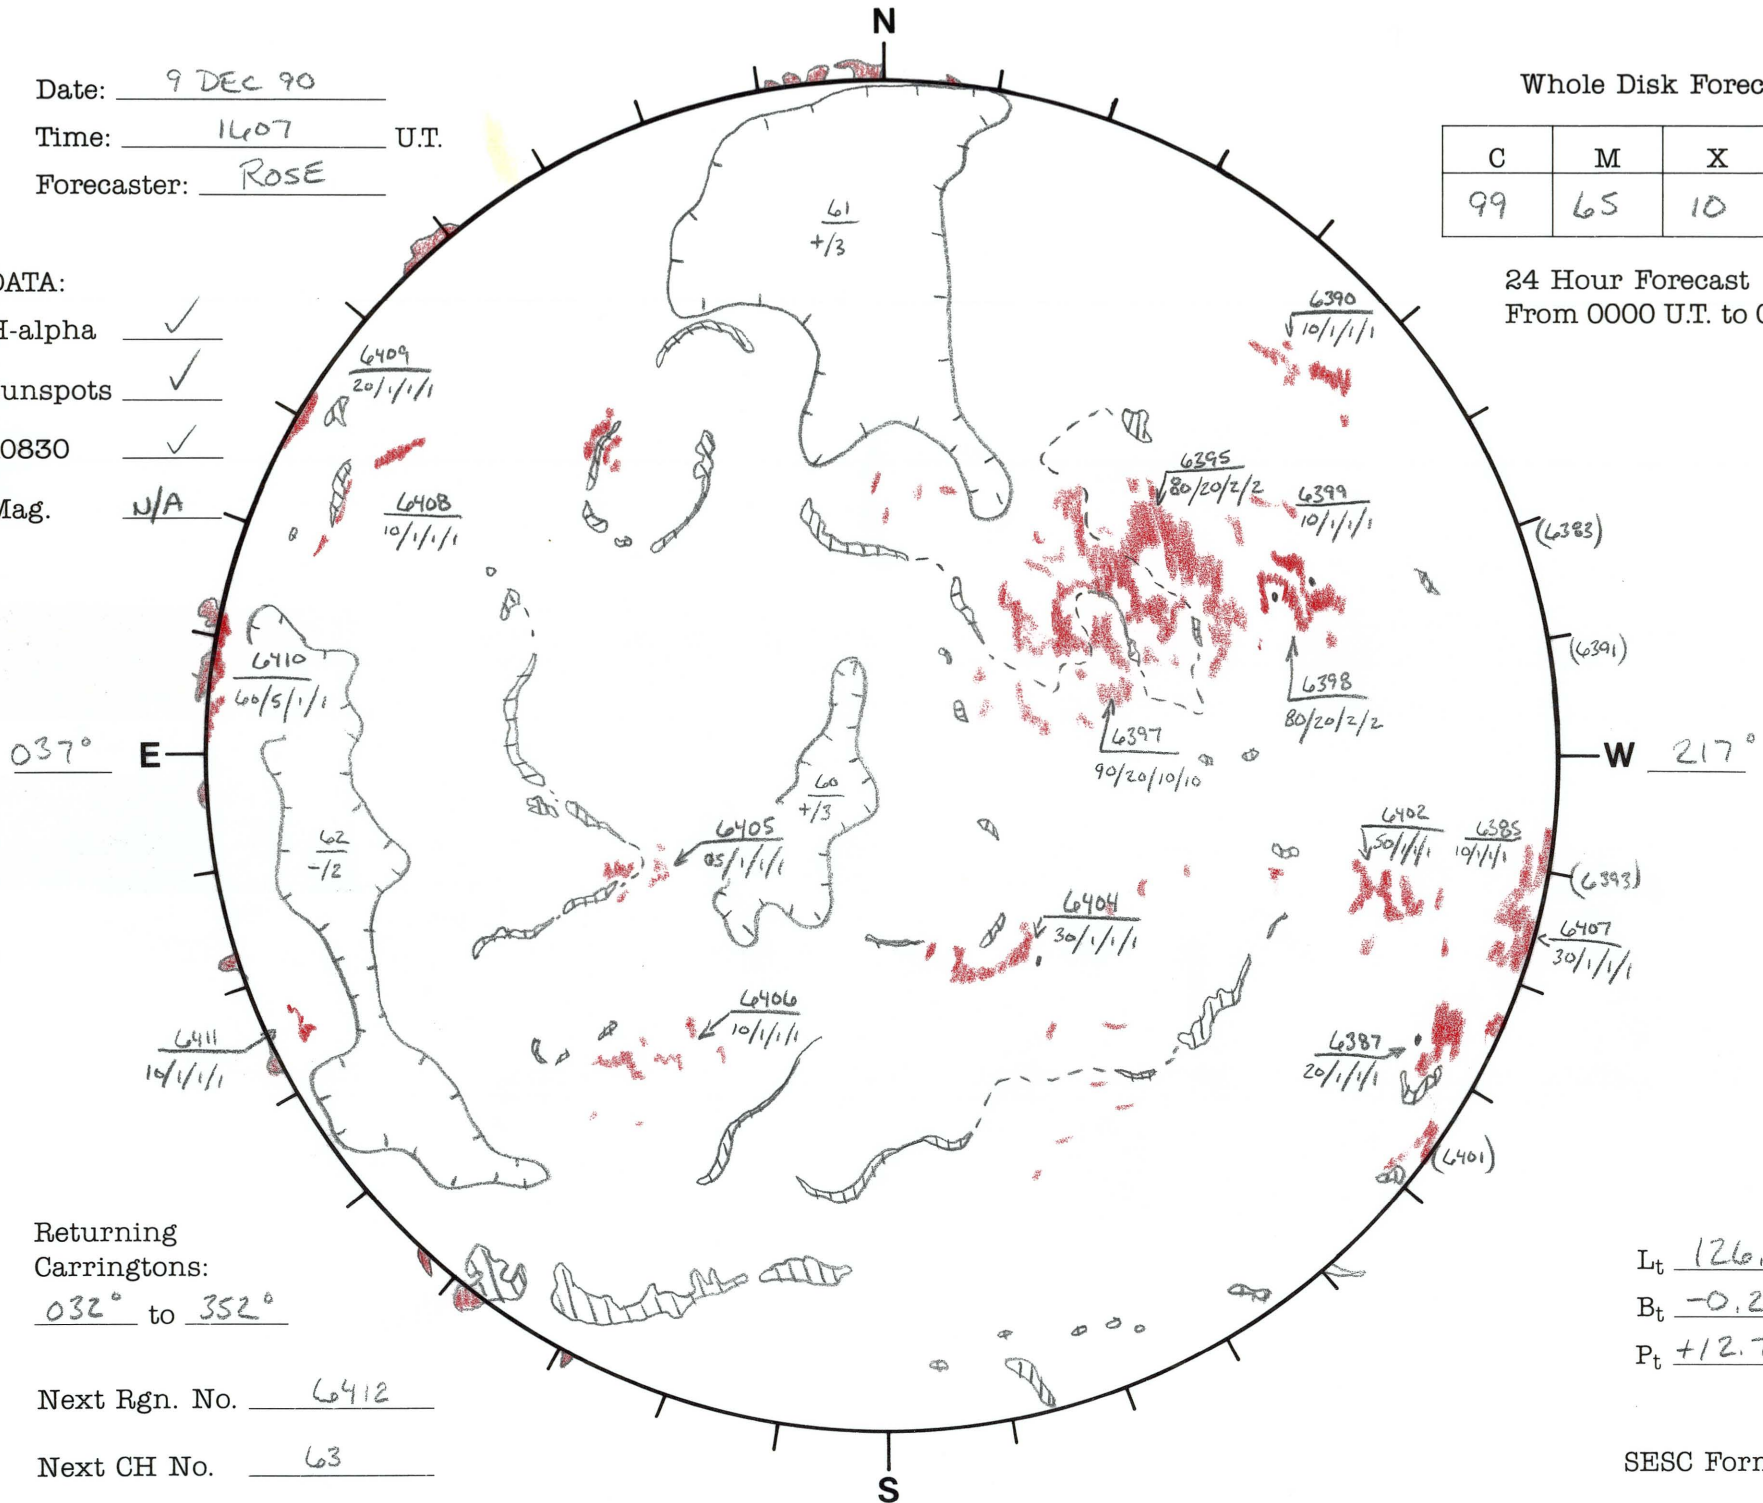 N
Date: 9 DEC 90
Time: 1607 U.T.
Forecaster: ROSE
Whole Disk Forec
C M X
99 65 10
24 Hour Forecast
From 0000 U.T. to 0
DATA:
H-alpha ✓
unspots ✓
0830 ✓
Mag. N/A
61
+/3
6390
10/1/1/1
6409
20/1/1/1
6408
10/1/1/1
6395
80/20/2/2
6399
10/1/1/1
(6383)
(6391)
6410
60/5/1/1
6398
80/20/2/2
6397
90/20/10/10
037° E
W 217°
60
+/3
62
-/2
6405
05/1/1/1
6402
50/1/1/1
6385
10/1/1/1
(6393)
6404
30/1/1/1
6407
30/1/1/1
6406
10/1/1/1
6411
10/1/1/1
6387
20/1/1/1
(6401)
Returning
Carringtons:
032° to 352°
Next Rgn. No. 6412
Next CH No. 63
Lt 126.
Bt -0.2
Pt +12.7
SESC Form
S